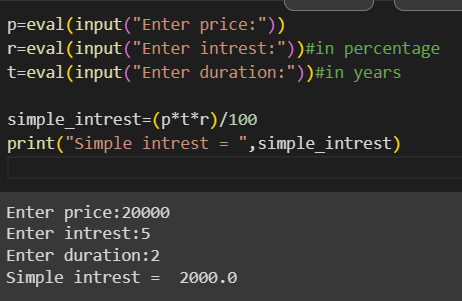 p=eval(input("Enter price:"))
r=eval(input("Enter intrest:"))#in percentage
t=eval(input("Enter duration:"))#in years
simple_intrest=(p*t*r)/100
print("Simple intrest = ",simple_intrest)
Enter price:20000
Enter intrest:5
Enter duration:2
Simple intrest =  2000.0